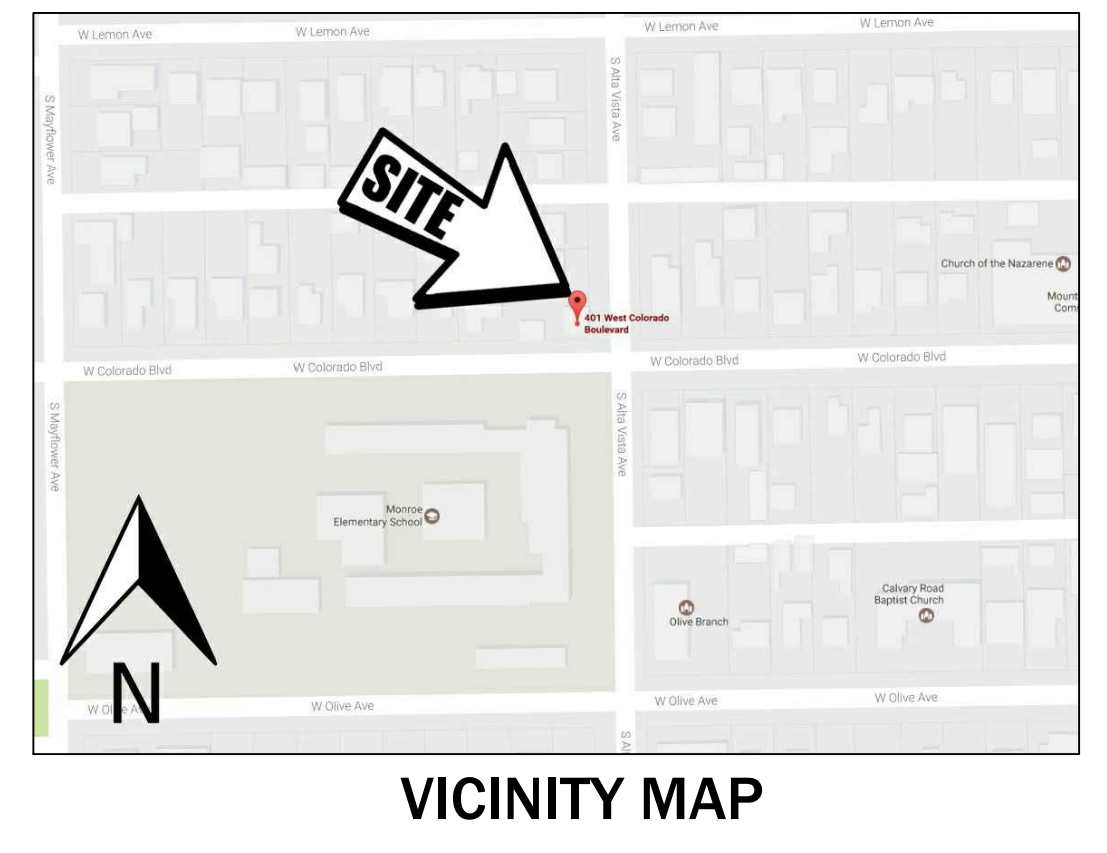 W Lemon Ave
W Lemon Ave
W Lemon Ave
W Lemon Ave
S Mayflower Ave
S Alta Vista Ave
SITE
Church of the Nazarene
Mount
Com
401 West Colorado
Boulevard
W Colorado Blvd
W Colorado Blvd
W Colorado Blvd
W Colorado Blvd
S Mayflower Ave
S Alta Vista Ave
Monroe
Elementary School
Calvary Road
Baptist Church
Olive Branch
N
W Olive Ave
W Olive Ave
W Olive Ave
VICINITY MAP